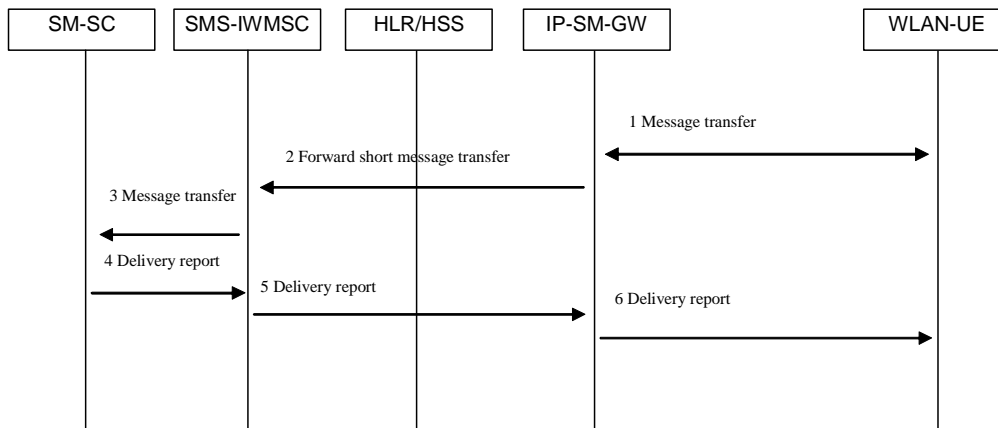 SM-SC
SMS-IWMSC
HLR/HSS
IP-SM-GW
WLAN-UE
1 Message transfer
2 Forward short message transfer
3 Message transfer
4 Delivery report
5 Delivery report
6 Delivery report